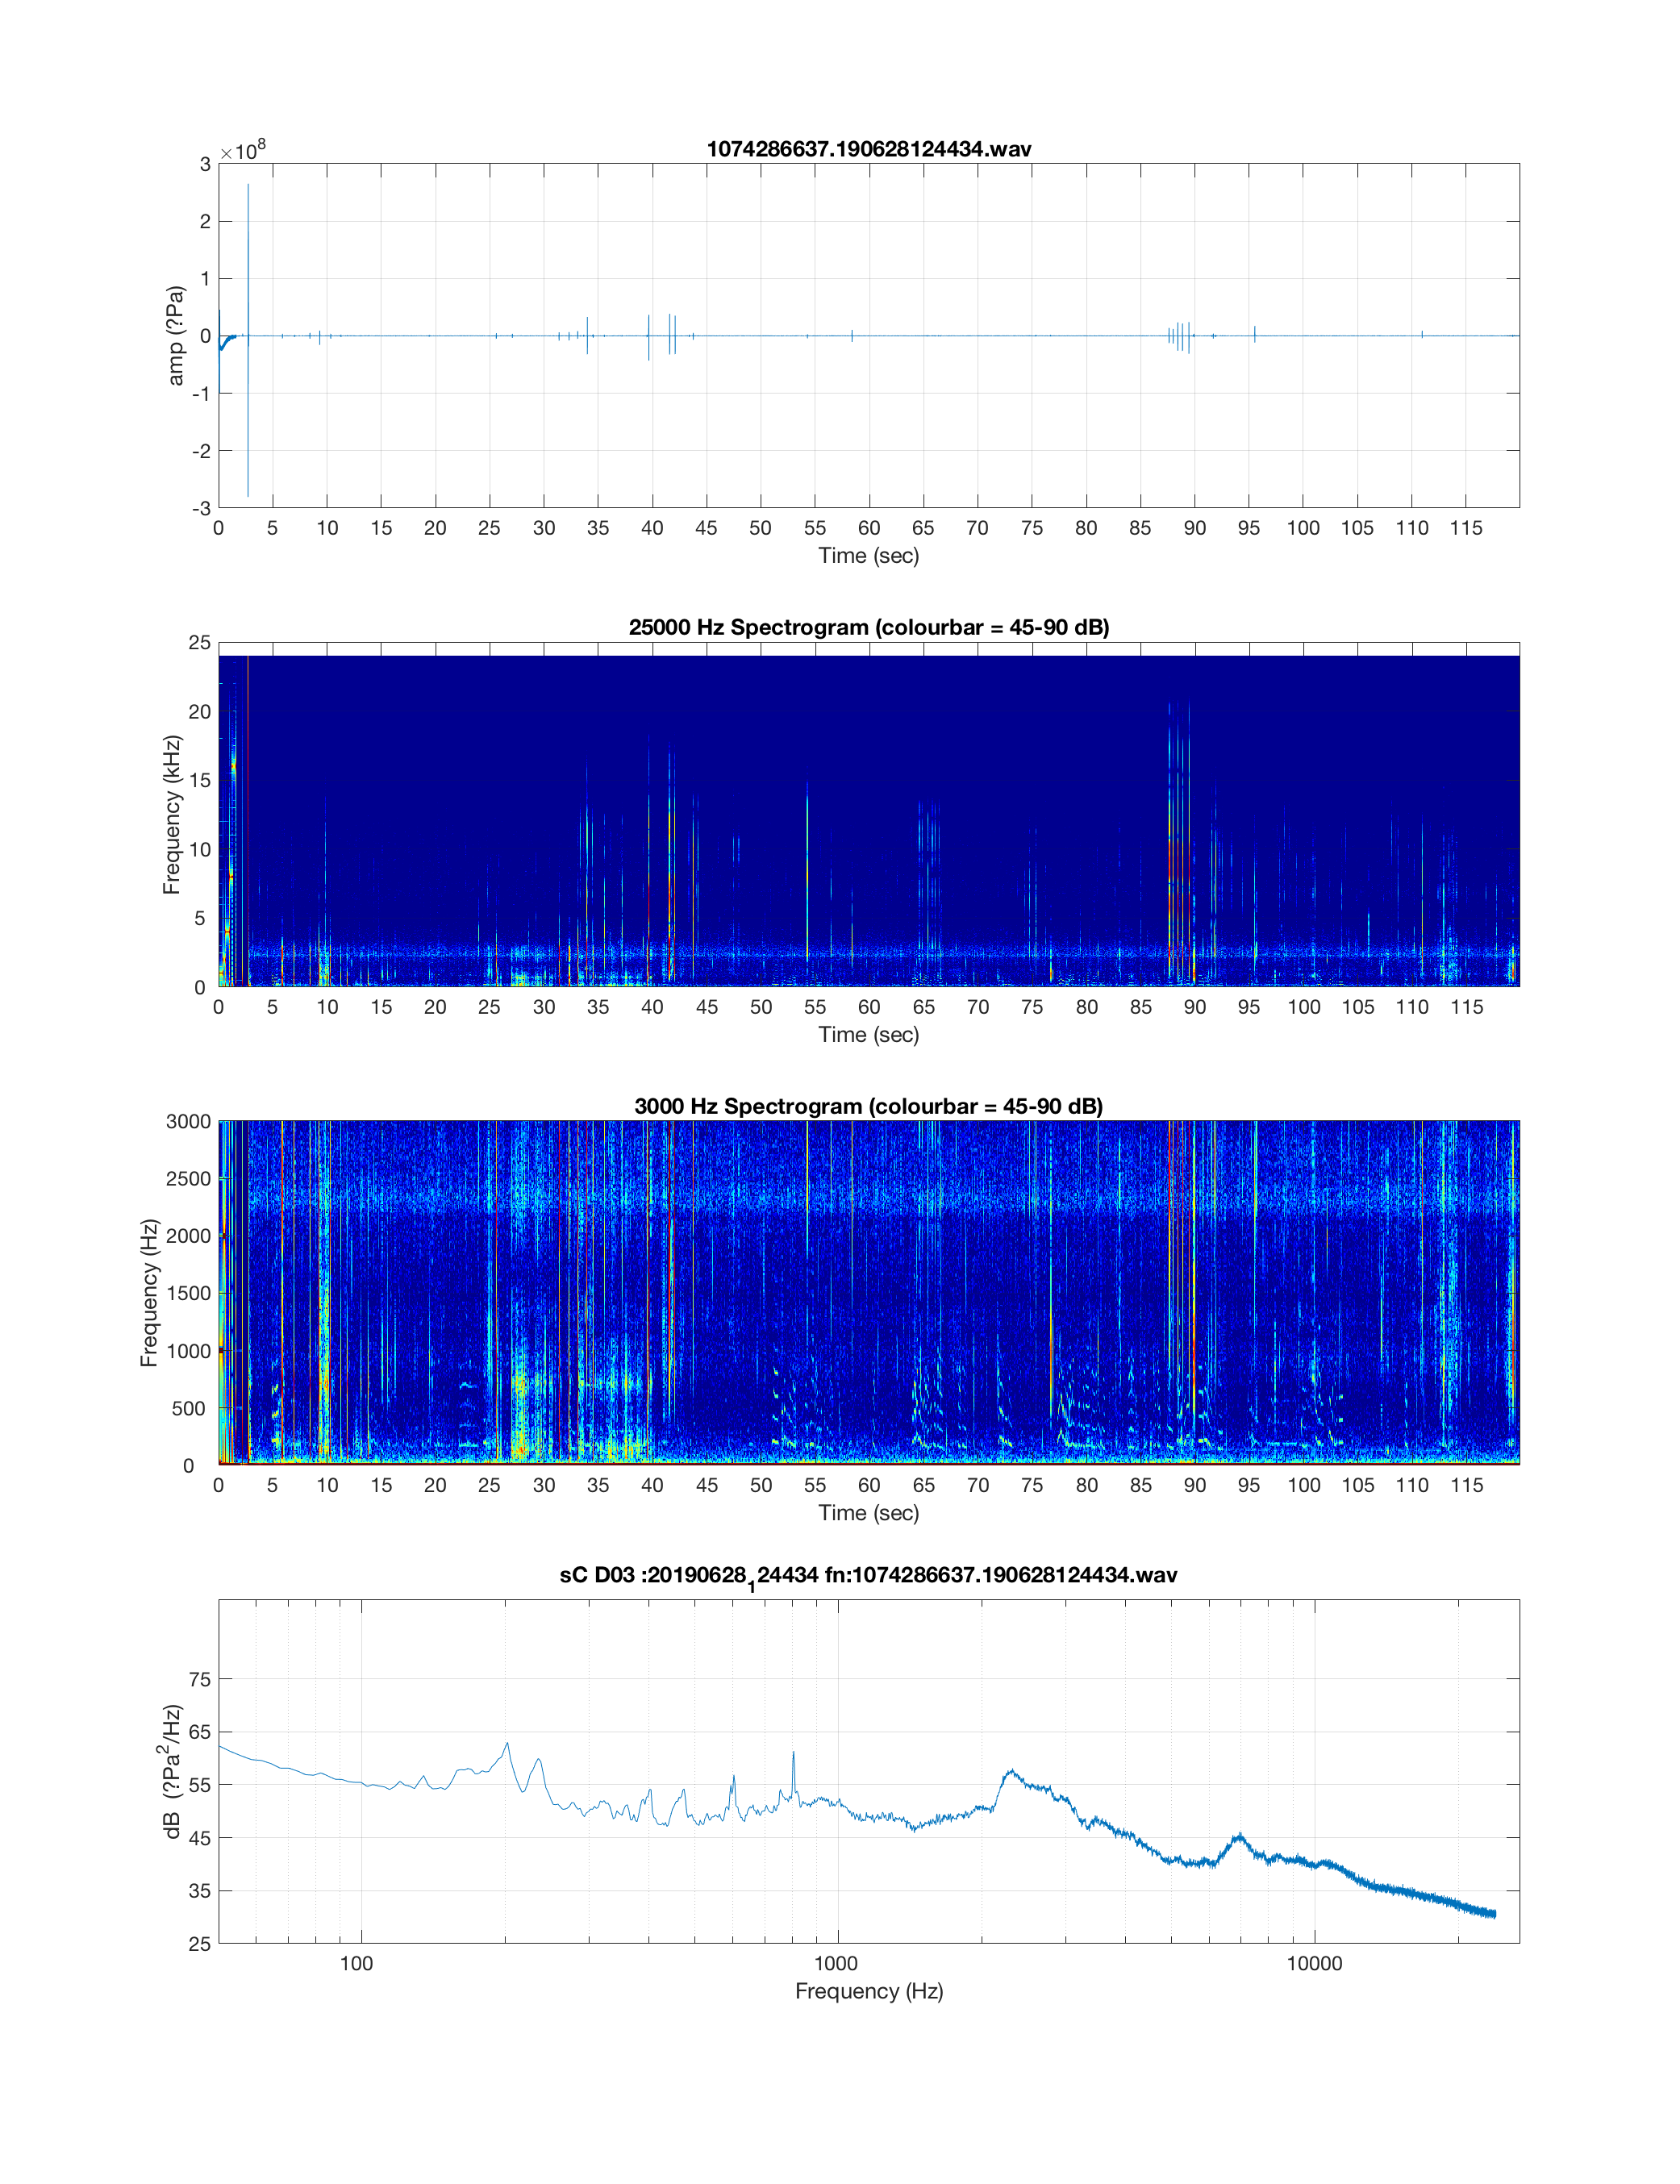 1074286637.190628124434.wav
×10^8
3
2
1
0
-1
-2
-3
amp (?Pa)
0 5 10 15 20 25 30 35 40 45 50 55 60 65 70 75 80 85 90 95 100 105 110 115
Time (sec)
25000 Hz Spectrogram (colourbar = 45-90 dB)
25
20
15
10
5
0
Frequency (kHz)
0 5 10 15 20 25 30 35 40 45 50 55 60 65 70 75 80 85 90 95 100 105 110 115
Time (sec)
3000 Hz Spectrogram (colourbar = 45-90 dB)
3000
2500
2000
1500
1000
500
0
Frequency (Hz)
0 5 10 15 20 25 30 35 40 45 50 55 60 65 70 75 80 85 90 95 100 105 110 115
Time (sec)
sC D03 :20190628_124434 fn:1074286637.190628124434.wav
75
65
55
45
35
25
dB (?Pa^2/Hz)
100 1000 10000
Frequency (Hz)